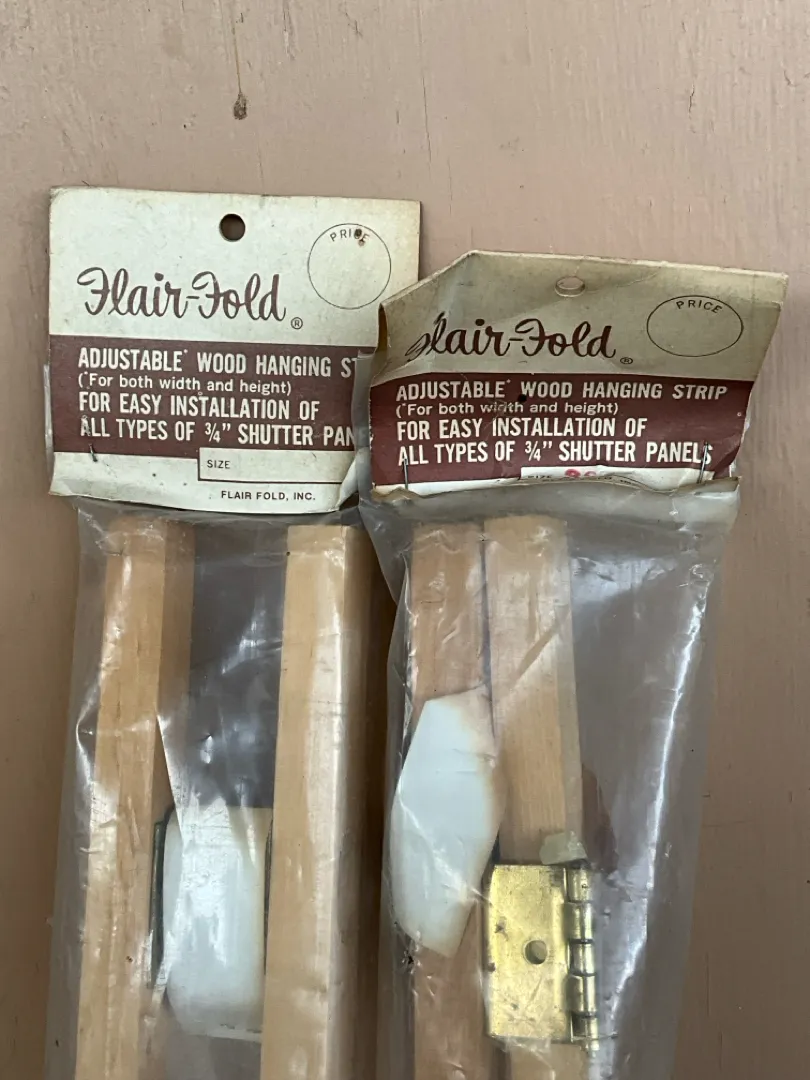 PRICE
Flair-Fold®
ADJUSTABLE* WOOD HANGING ST
(*For both width and height)
FOR EASY INSTALLATION OF
ALL TYPES OF ¾" SHUTTER PAN
SIZE
FLAIR FOLD, INC.
PRICE
Flair-Fold®
ADJUSTABLE* WOOD HANGING STRIP
(*For both width and height)
FOR EASY INSTALLATION OF
ALL TYPES OF ¾" SHUTTER PANELS
SIZE